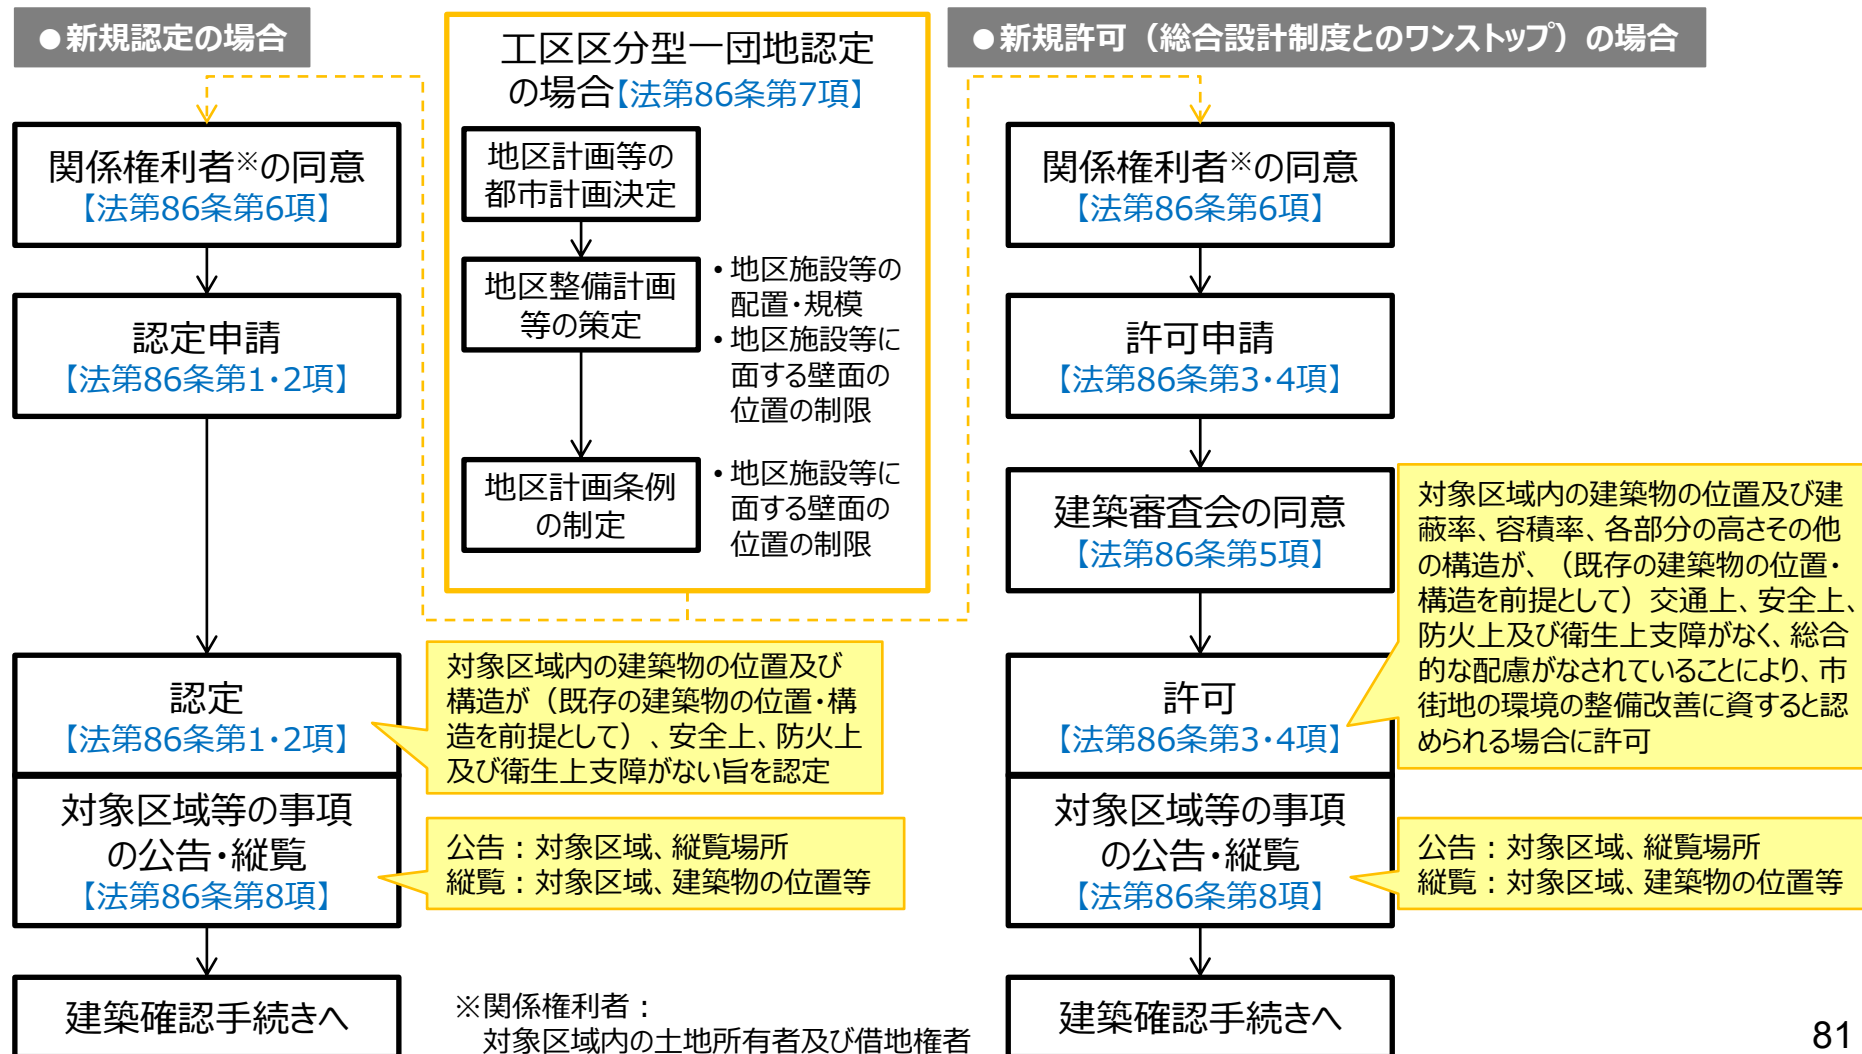 ●新規認定の場合
関係権利者※の同意
【法第86条第6項】
認定申請
【法第86条第1・2項】
認定
【法第86条第1・2項】
対象区域内の建築物の位置及び
構造が（既存の建築物の位置・構
造を前提として）、安全上、防火上
及び衛生上支障がない旨を認定
対象区域等の事項
の公告・縦覧
【法第86条第8項】
公告：対象区域、縦覧場所
縦覧：対象区域、建築物の位置等
建築確認手続きへ
工区区分型一団地認定
の場合【法第86条第7項】
地区計画等の
都市計画決定
地区整備計画
等の策定
・地区施設等の
配置・規模
・地区施設等に
面する壁面の
位置の制限
地区計画条例
の制定
・地区施設等に
面する壁面の
位置の制限
※関係権利者：
対象区域内の土地所有者及び借地権者
●新規許可（総合設計制度とのワンストップ）の場合
関係権利者※の同意
【法第86条第6項】
許可申請
【法第86条第3・4項】
建築審査会の同意
【法第86条第5項】
許可
【法第86条第3・4項】
対象区域内の建築物の位置及び建
蔽率、容積率、各部分の高さその他
の構造が、（既存の建築物の位置・
構造を前提として）交通上、安全上、
防火上及び衛生上支障がなく、総合
的な配慮がなされていることにより、市
街地の環境の整備改善に資すると認
められる場合に許可
対象区域等の事項
の公告・縦覧
【法第86条第8項】
公告：対象区域、縦覧場所
縦覧：対象区域、建築物の位置等
建築確認手続きへ
81